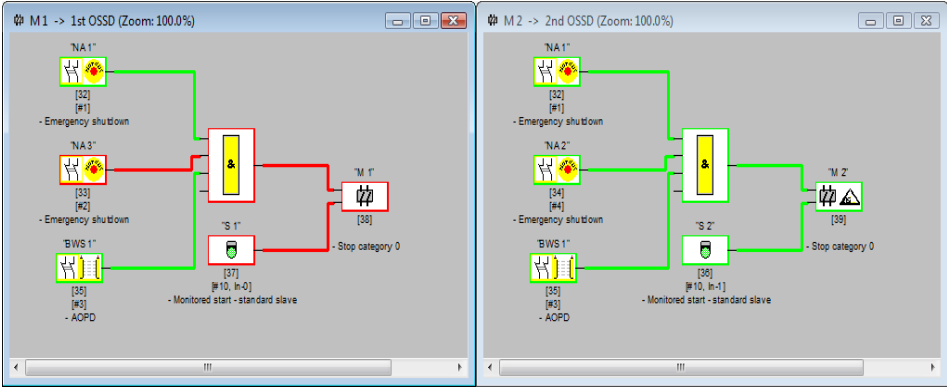 M 1 -> 1st OSSD (Zoom: 100.0%)
"NA 1"
[32]
[#1]
- Emergency shutdown
"NA 3"
[33]
[#2]
- Emergency shutdown
"BWS 1"
[35]
[#3]
- AOPD
&
"S 1"
[37]
[#10, In-0]
- Monitored start - standard slave
"M 1"
[38]
- Stop category 0
M 2 -> 2nd OSSD (Zoom: 100.0%)
"NA 1"
[32]
[#1]
- Emergency shutdown
"NA 2"
[34]
[#4]
- Emergency shutdown
"BWS 1"
[35]
[#3]
- AOPD
&
"S 2"
[36]
[#10, In-1]
- Monitored start - standard slave
"M 2"
[39]
- Stop category 0